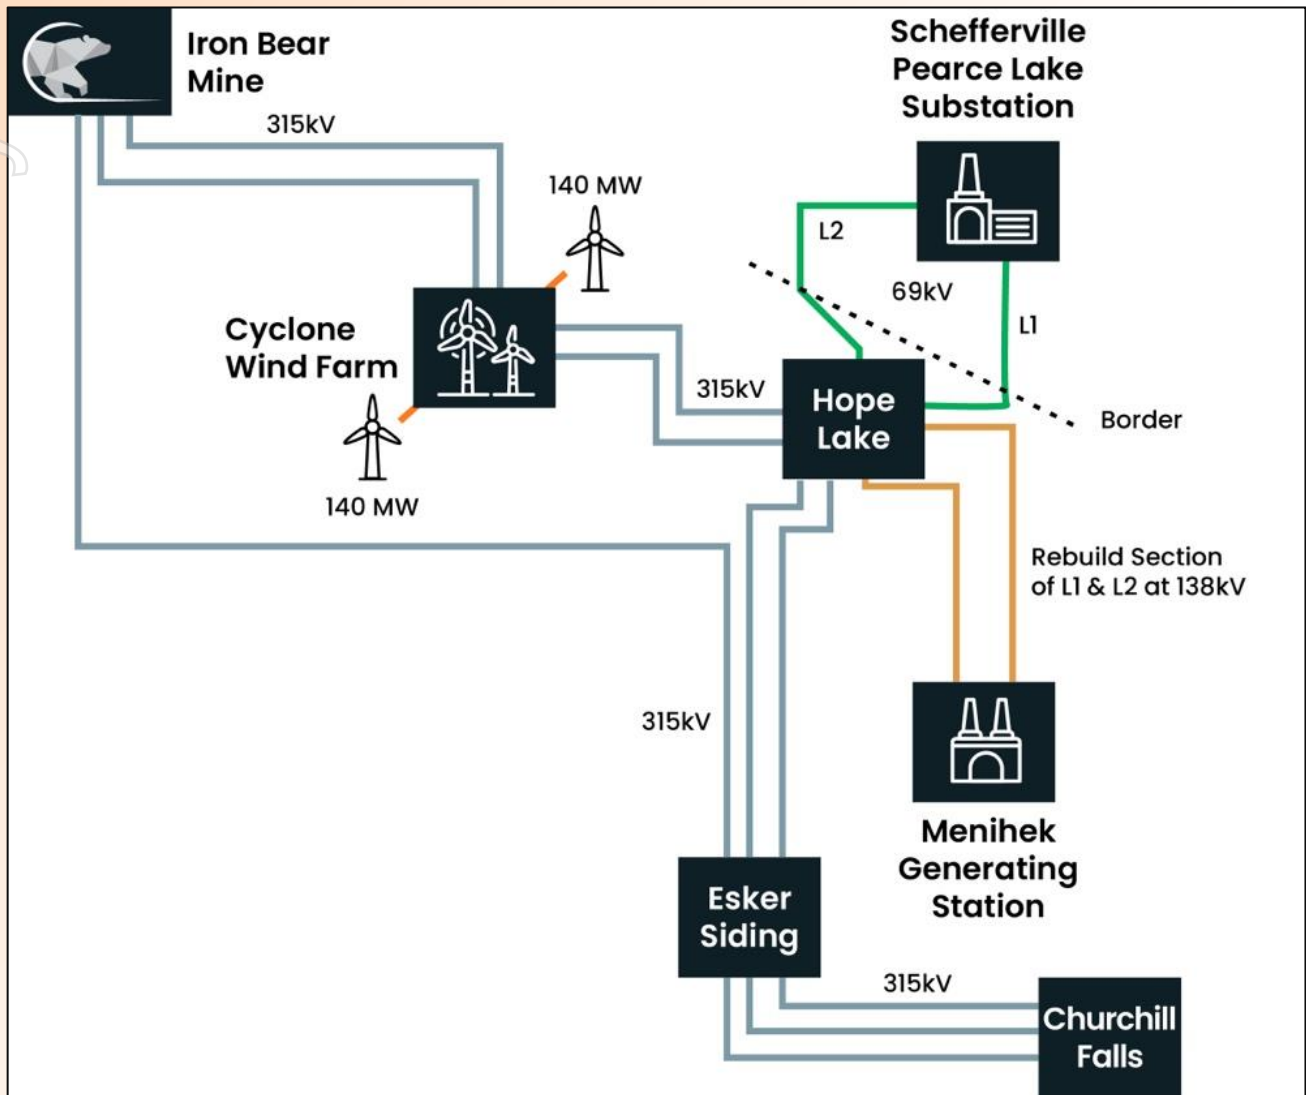 Iron Bear
Mine
315kV
Schefferville
Pearce Lake
Substation
140 MW
L2
69kV
L1
Cyclone
Wind Farm
315kV
Hope
Lake
Border
140 MW
Rebuild Section
of L1 & L2 at 138kV
315kV
Menihek
Generating
Station
Esker
Siding
315kV
Churchill
Falls